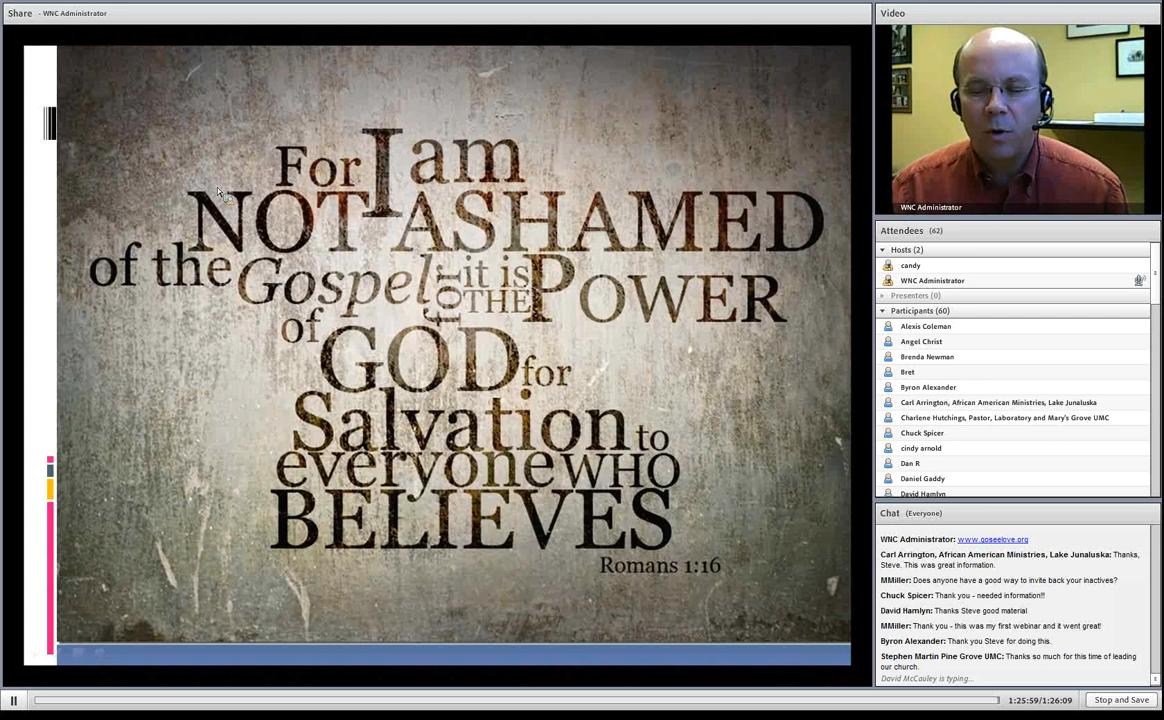 Share - WNC Administrator
For I am
NOT ASHAMED
of the Gospel for it is THE POWER
of GOD for
Salvation to
everyone WHO
BELIEVES
Romans 1:16
Video
WNC Administrator
Attendees (62)
Hosts (2)
candy
WNC Administrator
Presenters (0)
Participants (60)
Alexis Coleman
Angel Christ
Brenda Newman
Bret
Byron Alexander
Carl Arrington, African American Ministries, Lake Junaluska
Charlene Hutchings, Pastor, Laboratory and Mary's Grove UMC
Chuck Spicer
cindy arnold
Dan R
Daniel Gaddy
David Hamlyn
Chat (Everyone)
WNC Administrator: www.goseelove.org
Carl Arrington, African American Ministries, Lake Junaluska: Thanks,
Steve. This was great information.
MMiller: Does anyone have a good way to invite back your inactives?
Chuck Spicer: Thank you - needed information!!
David Hamlyn: Thanks Steve good material
MMiller: Thank you - this was my first webinar and it went great!
Byron Alexander: Thank you Steve for doing this.
Stephen Martin Pine Grove UMC: Thanks so much for this time of leading
our church.
David McCauley is typing...
1:25:59/1:26:09
Stop and Save